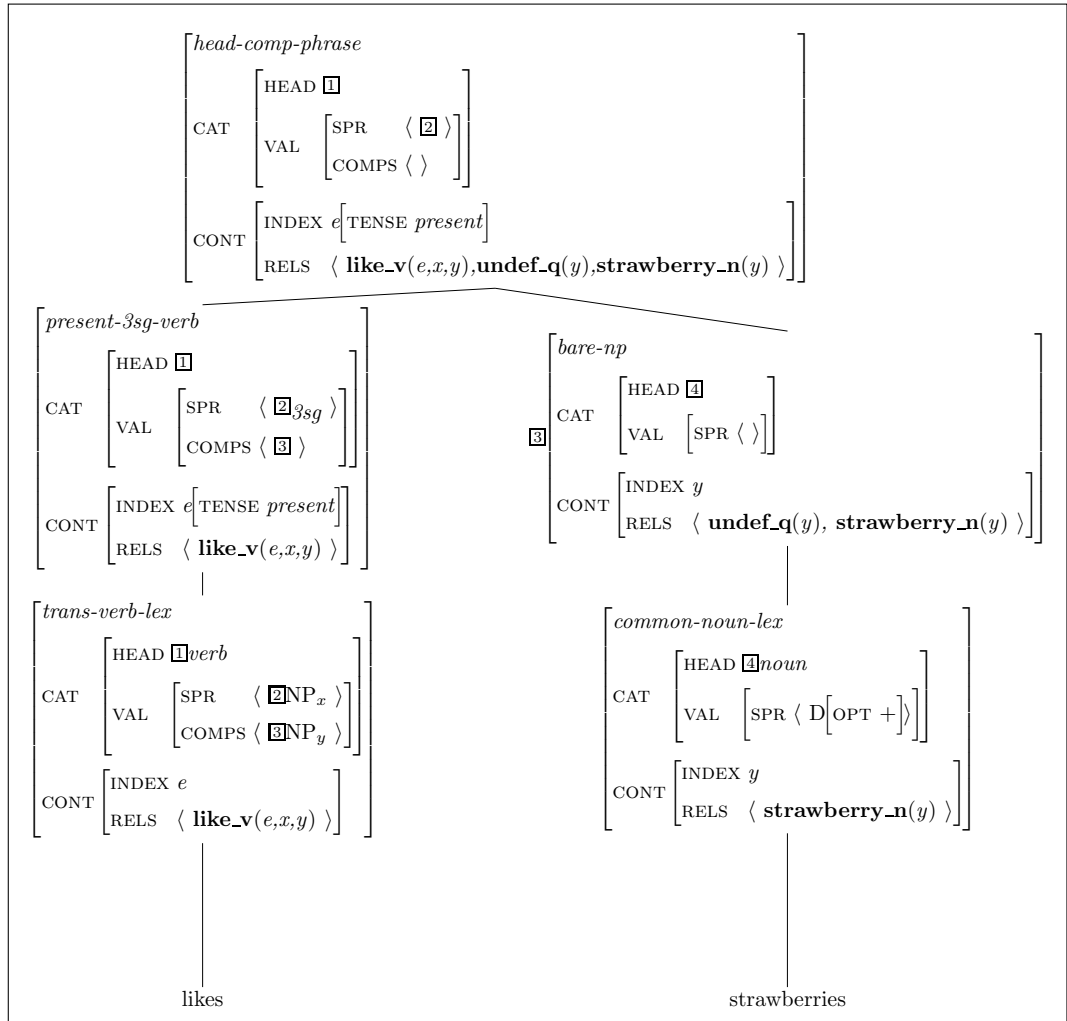 head-comp-phrase
HEAD 1
CAT
VAL
SPR ⟨ 2 ⟩
COMPS ⟨ ⟩
CONT
INDEX e[TENSE present]
RELS ⟨ like_v(e,x,y),undef_q(y),strawberry_n(y) ⟩
present-3sg-verb
HEAD 1
CAT
VAL
SPR ⟨ 2 3sg ⟩
COMPS ⟨ 3 ⟩
CONT
INDEX e[TENSE present]
RELS ⟨ like_v(e,x,y) ⟩
3
bare-np
HEAD 4
CAT
VAL [SPR ⟨ ⟩]
CONT
INDEX y
RELS ⟨ undef_q(y), strawberry_n(y) ⟩
trans-verb-lex
HEAD 1 verb
CAT
VAL
SPR ⟨ 2 NPx ⟩
COMPS ⟨ 3 NPy ⟩
CONT
INDEX e
RELS ⟨ like_v(e,x,y) ⟩
common-noun-lex
HEAD 4 noun
CAT
VAL [SPR ⟨ D[OPT +]⟩]
CONT
INDEX y
RELS ⟨ strawberry_n(y) ⟩
likes
strawberries